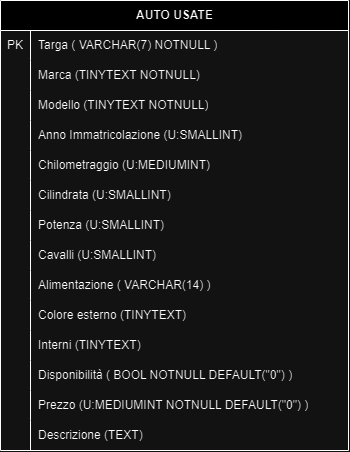 AUTO USATE
PK Targa ( VARCHAR(7) NOTNULL )
Marca (TINYTEXT NOTNULL)
Modello (TINYTEXT NOTNULL)
Anno Immatricolazione (U:SMALLINT)
Chilometraggio (U:MEDIUMINT)
Cilindrata (U:SMALLINT)
Potenza (U:SMALLINT)
Cavalli (U:SMALLINT)
Alimentazione ( VARCHAR(14) )
Colore esterno (TINYTEXT)
Interni (TINYTEXT)
Disponibilità ( BOOL NOTNULL DEFAULT("0") )
Prezzo (U:MEDIUMINT NOTNULL DEFAULT("0") )
Descrizione (TEXT)